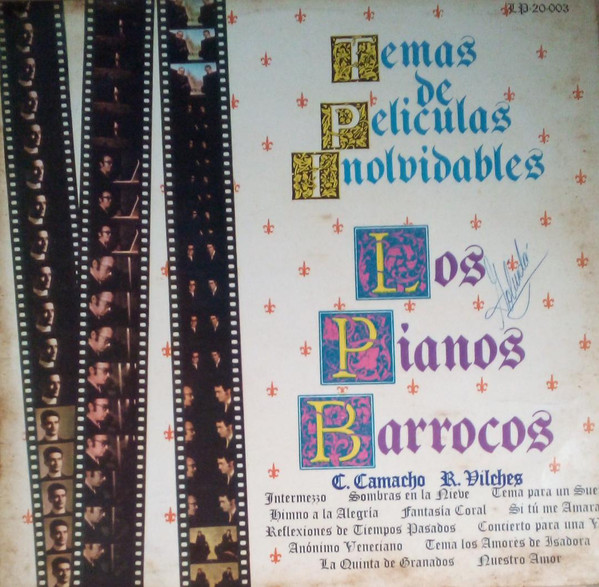 LP-20-003
Temas
de
Peliculas
Inolvidables
Los
Pianos
Barrocos
C. Camacho R. Vilches
Intermezzo Sombras en la Nieve Tema para un Sue
Himno a la Alegría Fantasía Coral Si tú me Amara
Reflexiones de Tiempos Pasados Concierto para una V
Anónimo Veneciano Tema los Amores de Isadora
La Quinta de Granados Nuestro Amor